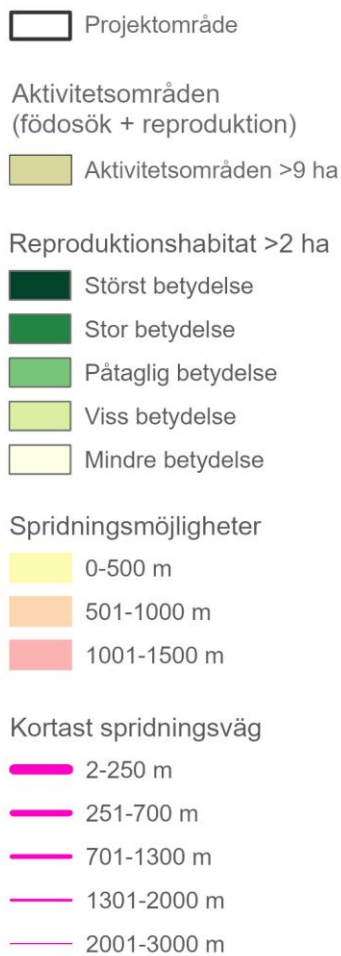 Projektområde
Aktivitetsområden
(födosök + reproduktion)
Aktivitetsområden >9 ha
Reproduktionshabitat >2 ha
Störst betydelse
Stor betydelse
Påtaglig betydelse
Viss betydelse
Mindre betydelse
Spridningsmöjligheter
0-500 m
501-1000 m
1001-1500 m
Kortast spridningsväg
2-250 m
251-700 m
701-1300 m
1301-2000 m
2001-3000 m